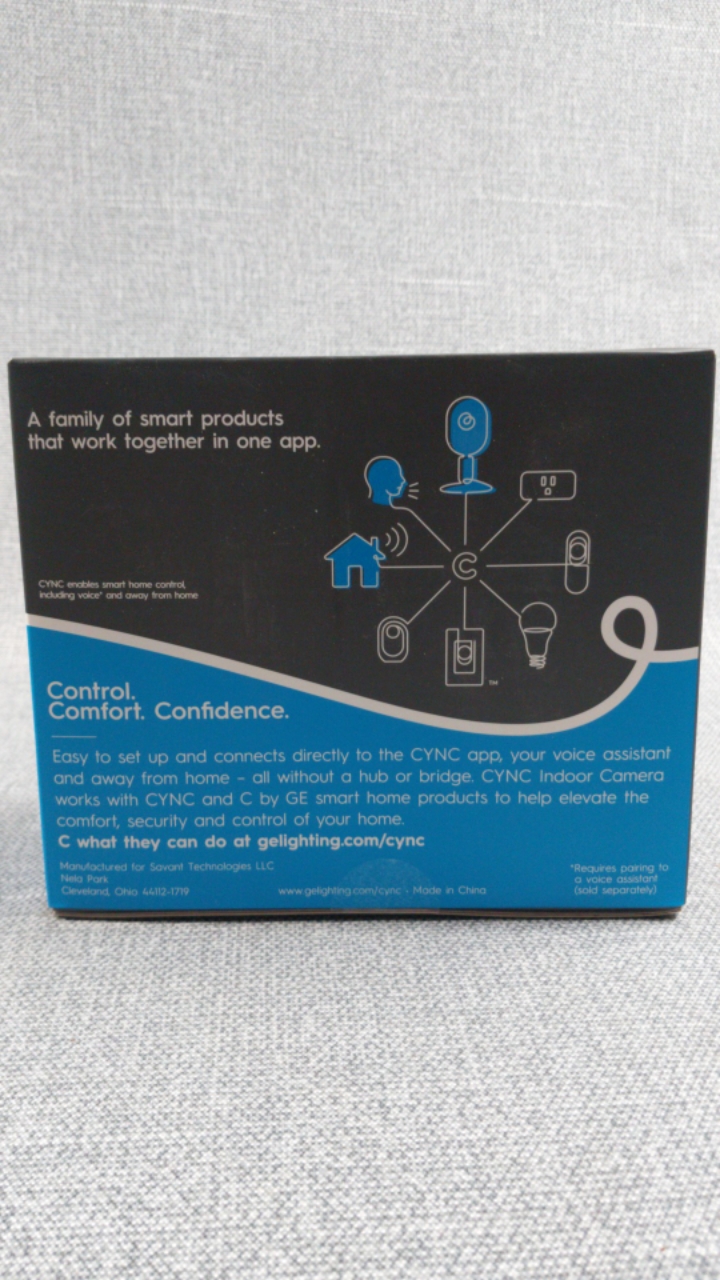 A family of smart products
that work together in one app.
C
CYNC enables smart home control,
including voice* and away from home
TM
Control.
Comfort. Confidence.
Easy to set up and connects directly to the CYNC app, your voice assistant
and away from home – all without a hub or bridge. CYNC Indoor Camera
works with CYNC and C by GE smart home products to help elevate the
comfort, security and control of your home.
C what they can do at gelighting.com/cync
Manufactured for Savant Technologies LLC
Nela Park
Cleveland, Ohio 44112-1719
www.gelighting.com/cync · Made in China
*Requires pairing to
a voice assistant
(sold separately)